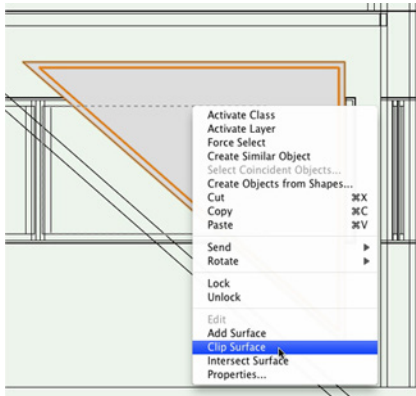 Activate Class
Activate Layer
Force Select
Create Similar Object
Select Coincident Objects...
Create Objects from Shapes...
Cut ⌘X
Copy ⌘C
Paste ⌘V
Send ▶
Rotate ▶
Lock
Unlock
Edit
Add Surface
Clip Surface
Intersect Surface
Properties...